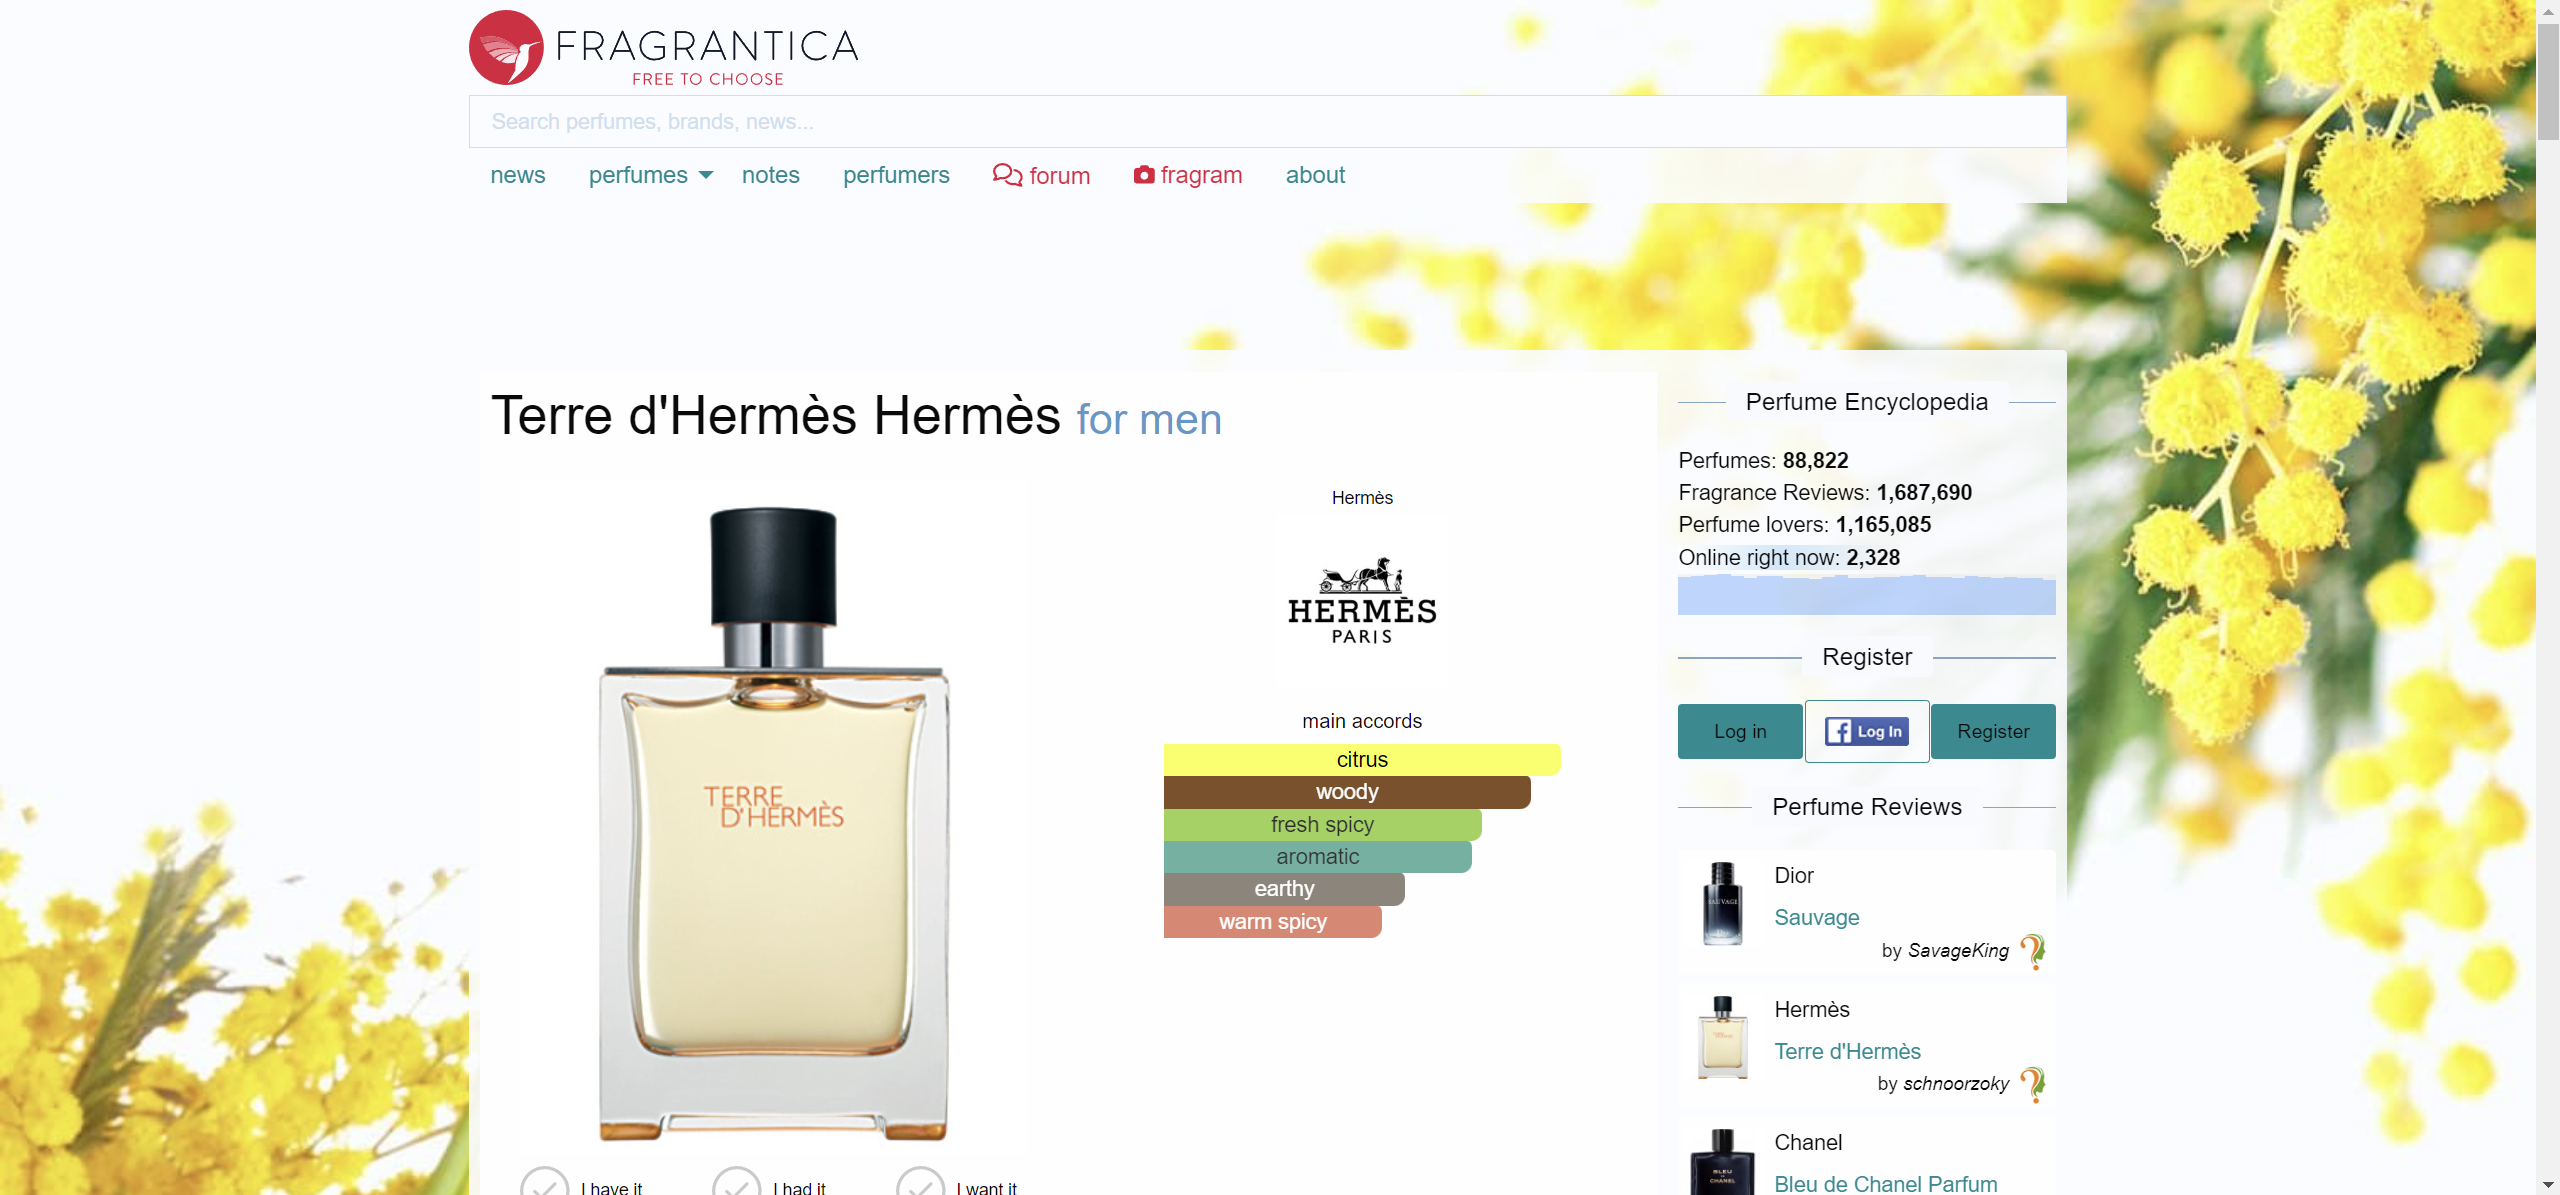 FRAGRANTICA
FREE TO CHOOSE
Search perfumes, brands, news...
news perfumes notes perfumers forum fragram about
Terre d'Hermès Hermès for men
TERRE
D'HERMÈS
Hermès
HERMÈS
PARIS
main accords
citrus
woody
fresh spicy
aromatic
earthy
warm spicy
I have it I had it I want it
Perfume Encyclopedia
Perfumes: 88,822
Fragrance Reviews: 1,687,690
Perfume lovers: 1,165,085
Online right now: 2,328
Register
Log in Log In Register
Perfume Reviews
SAUVAGE
Dior
Dior
Sauvage
by SavageKing
Hermès
Terre d'Hermès
by schnoorzoky
BLEU
CHANEL
Chanel
Bleu de Chanel Parfum